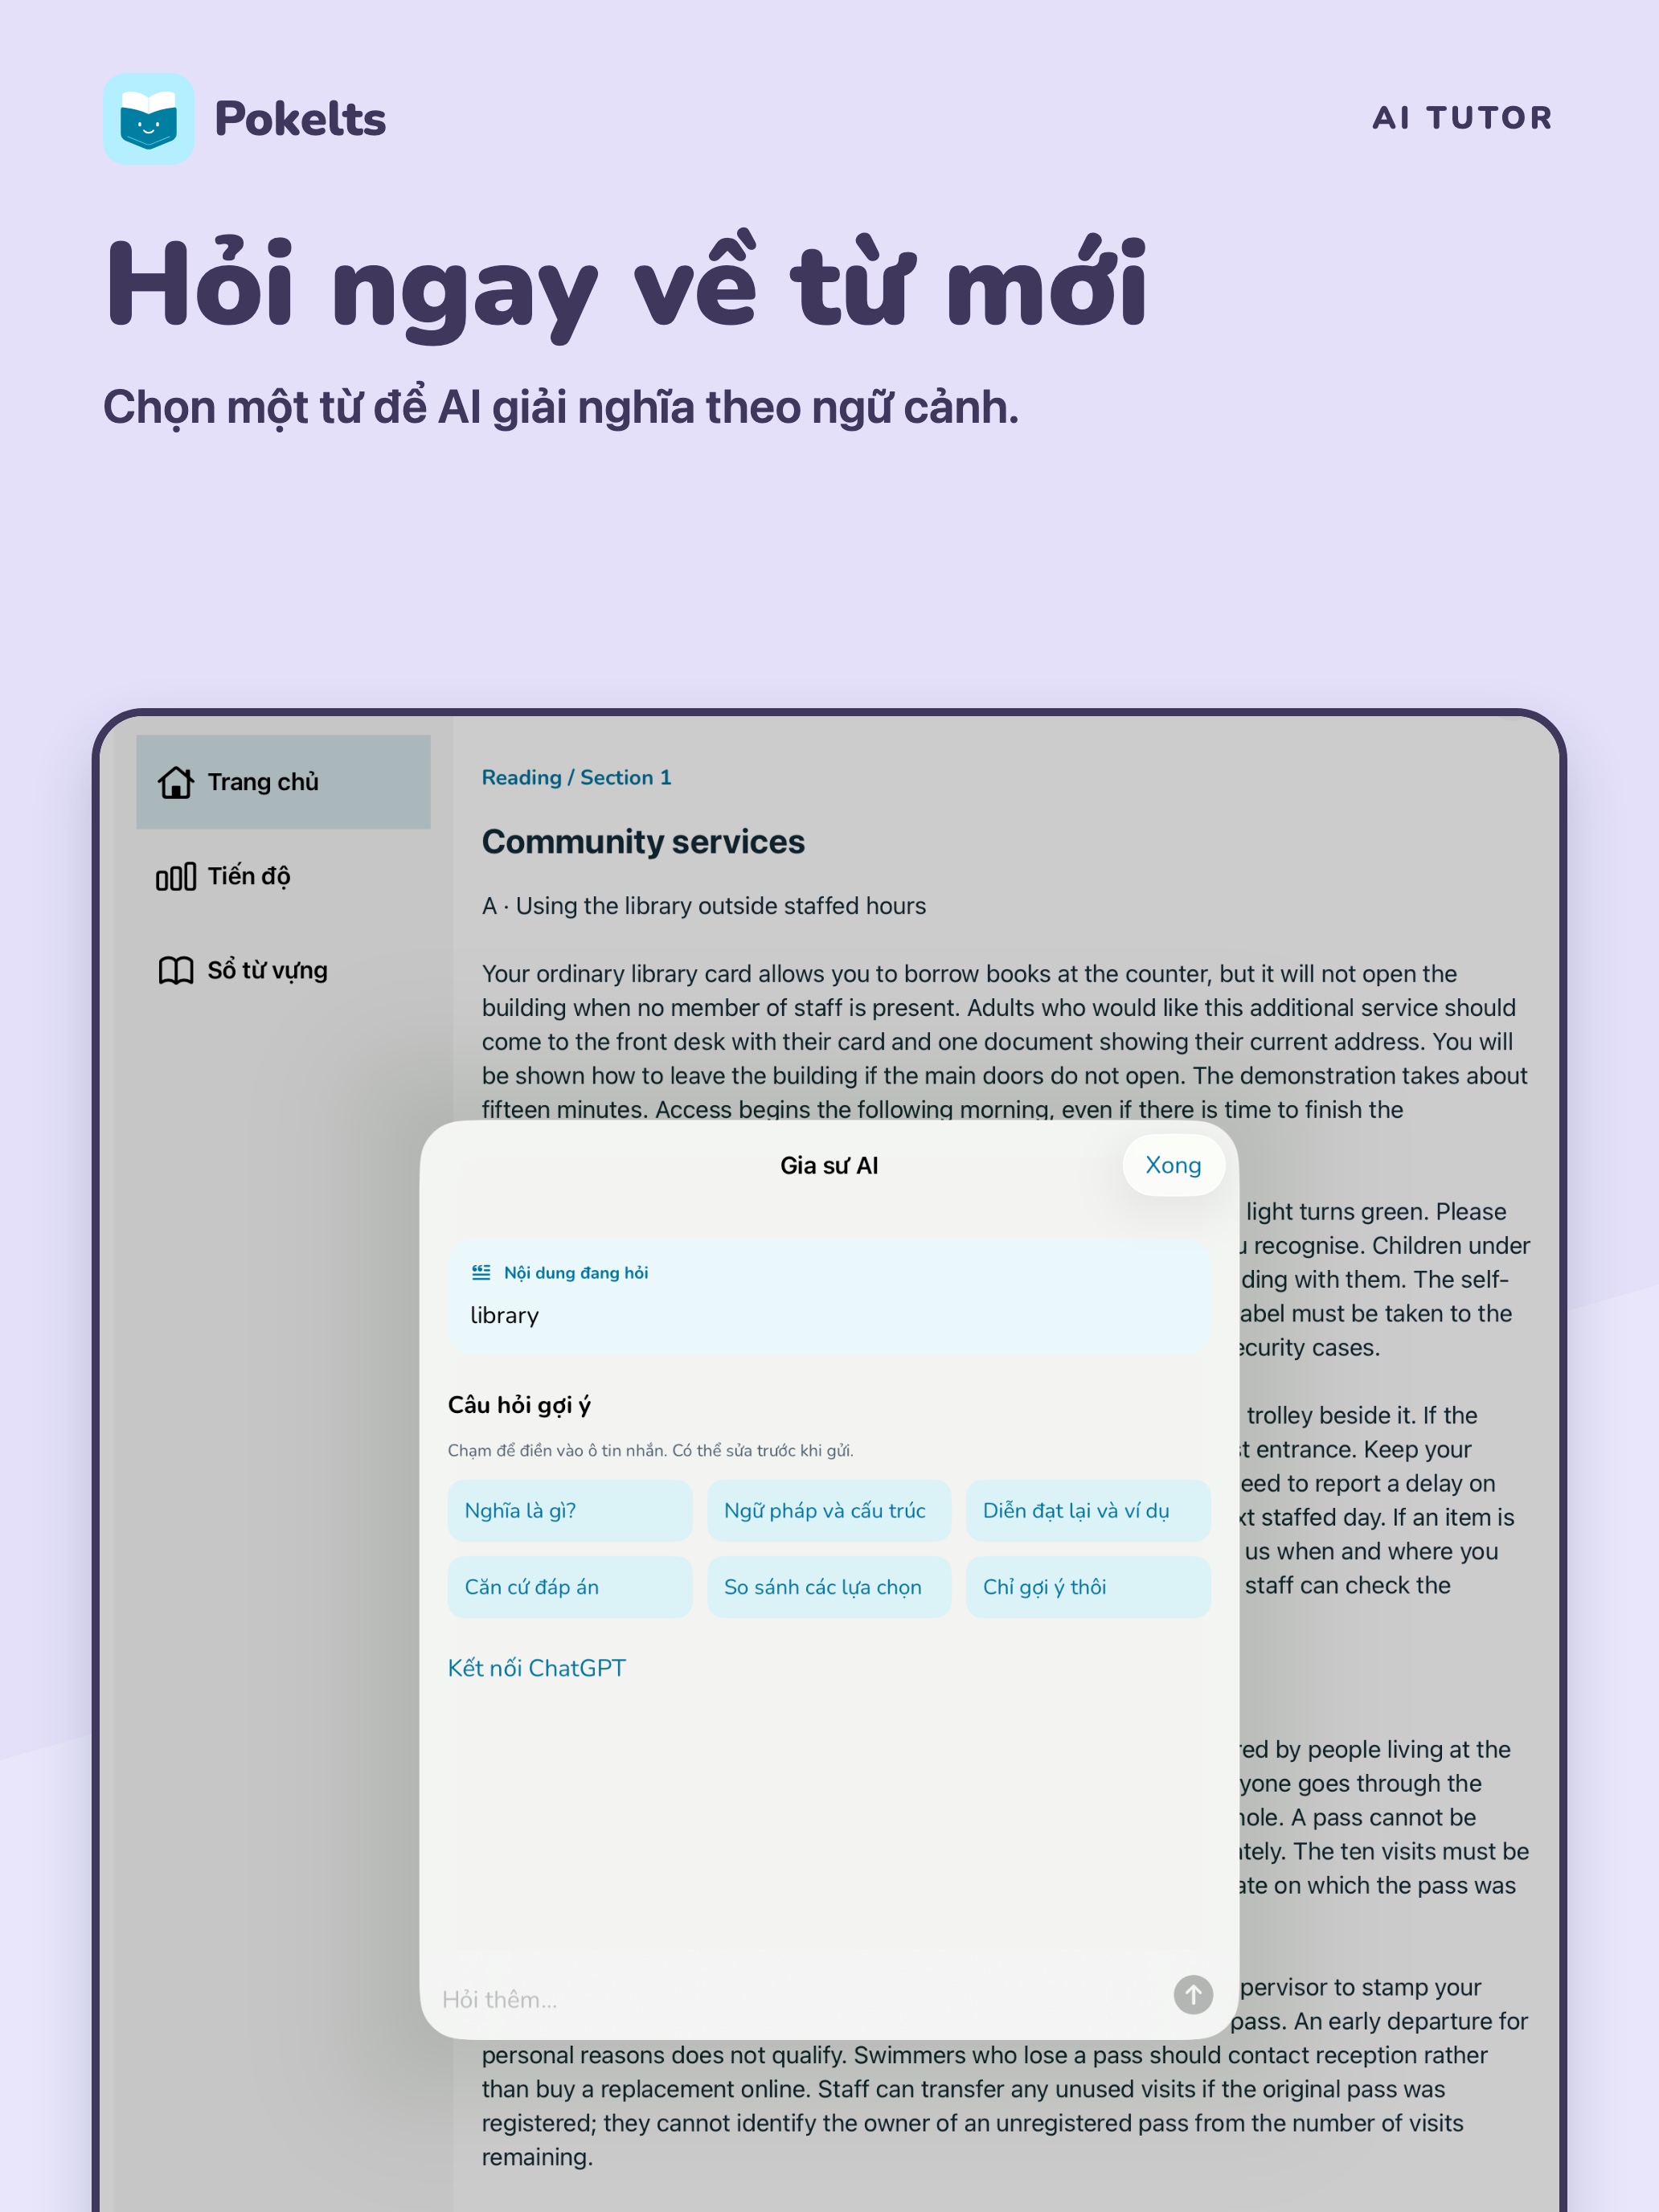 Pokelts
AI TUTOR
Hỏi ngay về từ mới
Chọn một từ để AI giải nghĩa theo ngữ cảnh.
Trang chủ
Tiến độ
Sổ từ vựng
Reading / Section 1
Community services
A · Using the library outside staffed hours
Your ordinary library card allows you to borrow books at the counter, but it will not open the
building when no member of staff is present. Adults who would like this additional service should
come to the front desk with their card and one document showing their current address. You will
be shown how to leave the building if the main doors do not open. The demonstration takes about
fifteen minutes. Access begins the following morning, even if there is time to finish the
Gia sư AI
Xong
Nội dung đang hỏi
library
Câu hỏi gợi ý
Chạm để điền vào ô tin nhắn. Có thể sửa trước khi gửi.
Nghĩa là gì?
Ngữ pháp và cấu trúc
Diễn đạt lại và ví dụ
Căn cứ đáp án
So sánh các lựa chọn
Chỉ gợi ý thôi
Kết nối ChatGPT
Hỏi thêm...
light turns green. Please
recognise. Children under
ding with them. The self-
abel must be taken to the
ecurity cases.
trolley beside it. If the
st entrance. Keep your
eed to report a delay on
xt staffed day. If an item is
us when and where you
staff can check the
red by people living at the
yone goes through the
hole. A pass cannot be
ately. The ten visits must be
ate on which the pass was
pervisor to stamp your
pass. An early departure for
personal reasons does not qualify. Swimmers who lose a pass should contact reception rather
than buy a replacement online. Staff can transfer any unused visits if the original pass was
registered; they cannot identify the owner of an unregistered pass from the number of visits
remaining.